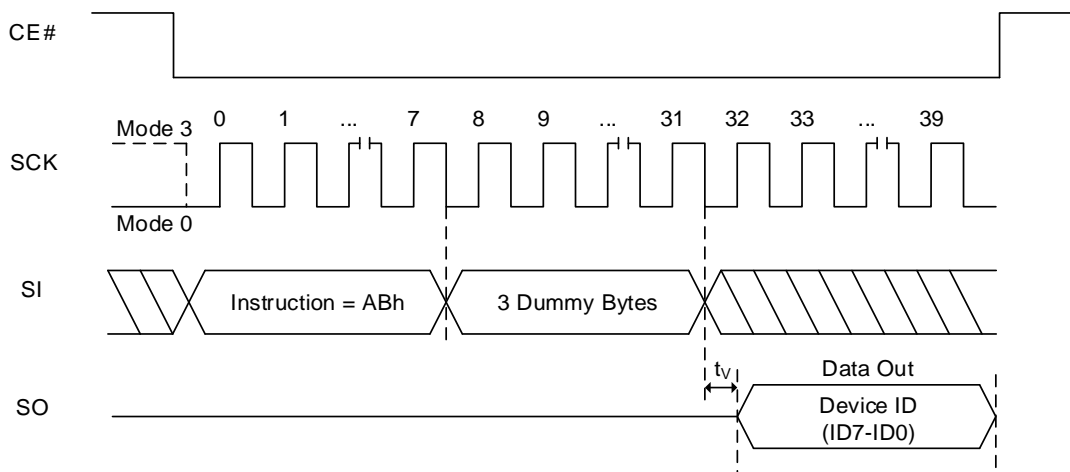 CE#
Mode 3
0 1 ... 7 8 9 ... 31 32 33 ... 39
SCK
Mode 0
SI
Instruction = ABh
3 Dummy Bytes
tV
Data Out
SO
Device ID
(ID7-ID0)